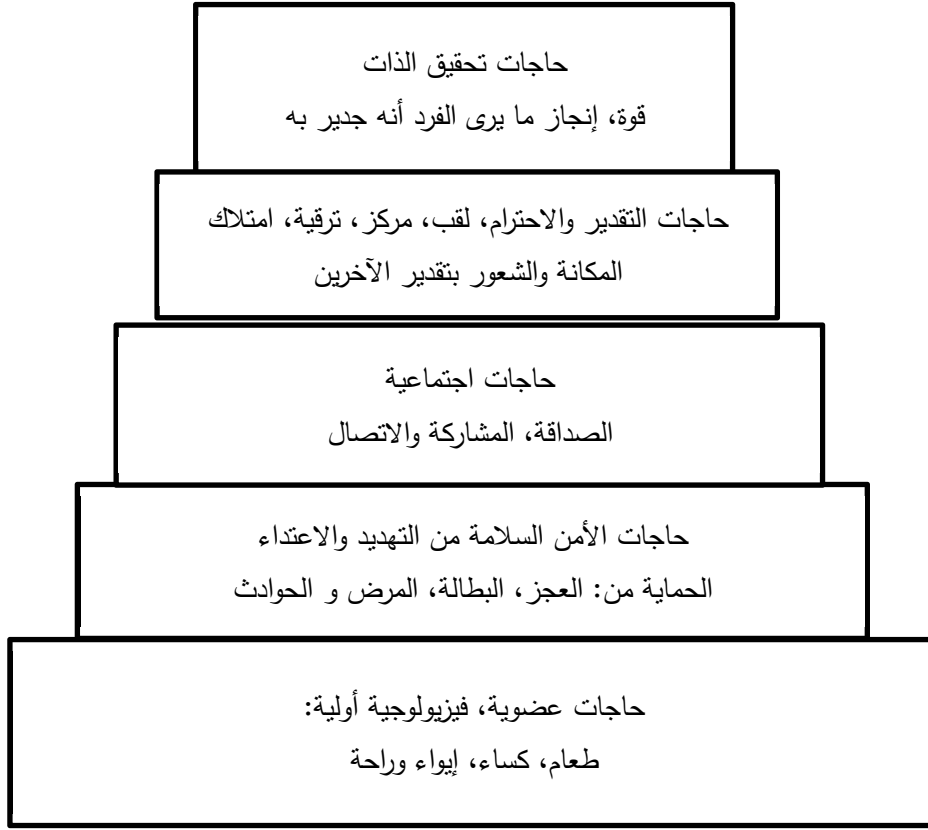 حاجات تحقيق الذات
قوة، إنجاز ما يرى الفرد أنه جدير به
حاجات التقدير والاحترام، لقب، مركز، ترقية، امتلاك
المكانة والشعور بتقدير الآخرين
حاجات اجتماعية
الصداقة، المشاركة والاتصال
حاجات الأمن السلامة من التهديد والاعتداء
الحماية من: العجز، البطالة، المرض و الحوادث
حاجات عضوية، فيزيولوجية أولية:
طعام، كساء، إيواء وراحة